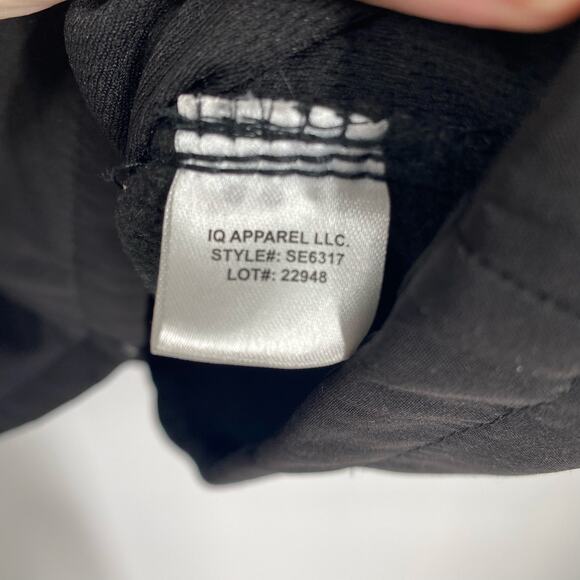 IQ APPAREL LLC.
STYLE#: SE6317
LOT#: 22948